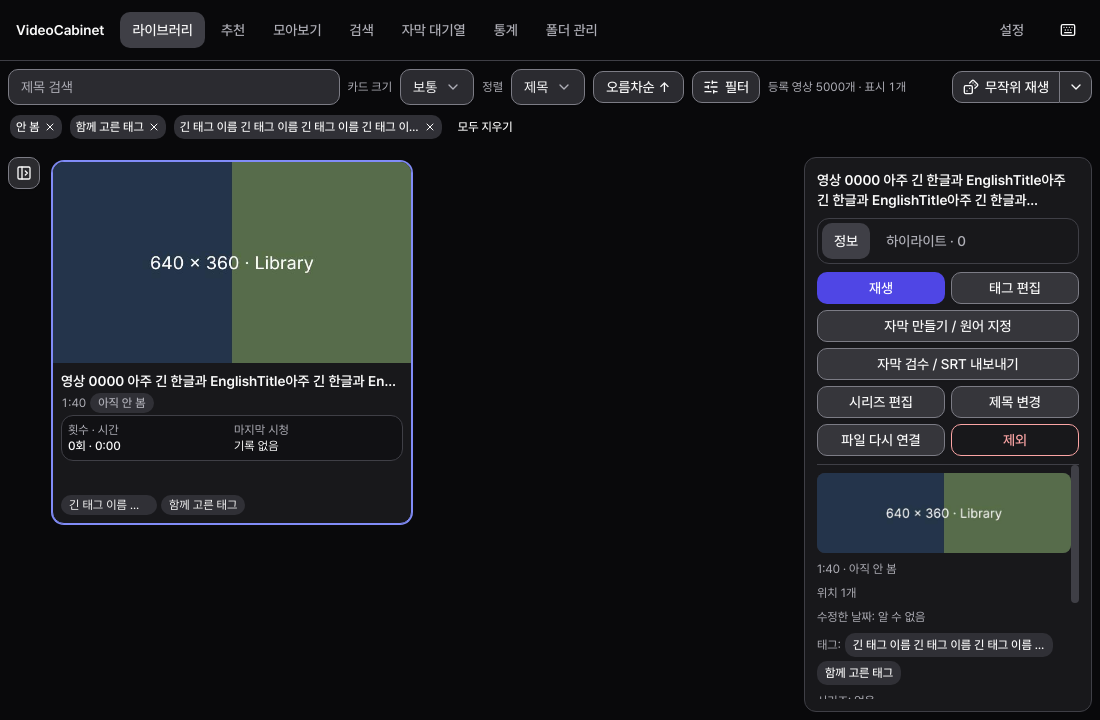 VideoCabinet 라이브러리 추천 모아보기 검색 자막 대기열 통계 폴더 관리 설정
제목 검색 카드 크기 보통 정렬 제목 오름차순 ↑ 필터 등록 영상 5000개 · 표시 1개 무작위 재생
안 봄 × 함께 고른 태그 × 긴 태그 이름 긴 태그 이름 긴 태그 이름 긴 태그 이... × 모두 지우기
640 × 360 · Library
영상 0000 아주 긴 한글과 EnglishTitle아주 긴 한글과 En...
1:40 아직 안 봄
횟수 · 시간 마지막 시청
0회 · 0:00 기록 없음
긴 태그 이름 ... 함께 고른 태그
영상 0000 아주 긴 한글과 EnglishTitle아주
긴 한글과 EnglishTitle아주 긴 한글과...
정보 하이라이트 · 0
재생 태그 편집
자막 만들기 / 원어 지정
자막 검수 / SRT 내보내기
시리즈 편집 제목 변경
파일 다시 연결 제외
640 × 360 · Library
1:40 · 아직 안 봄
위치 1개
수정한 날짜: 알 수 없음
태그: 긴 태그 이름 긴 태그 이름 긴 태그 이름 ...
함께 고른 태그